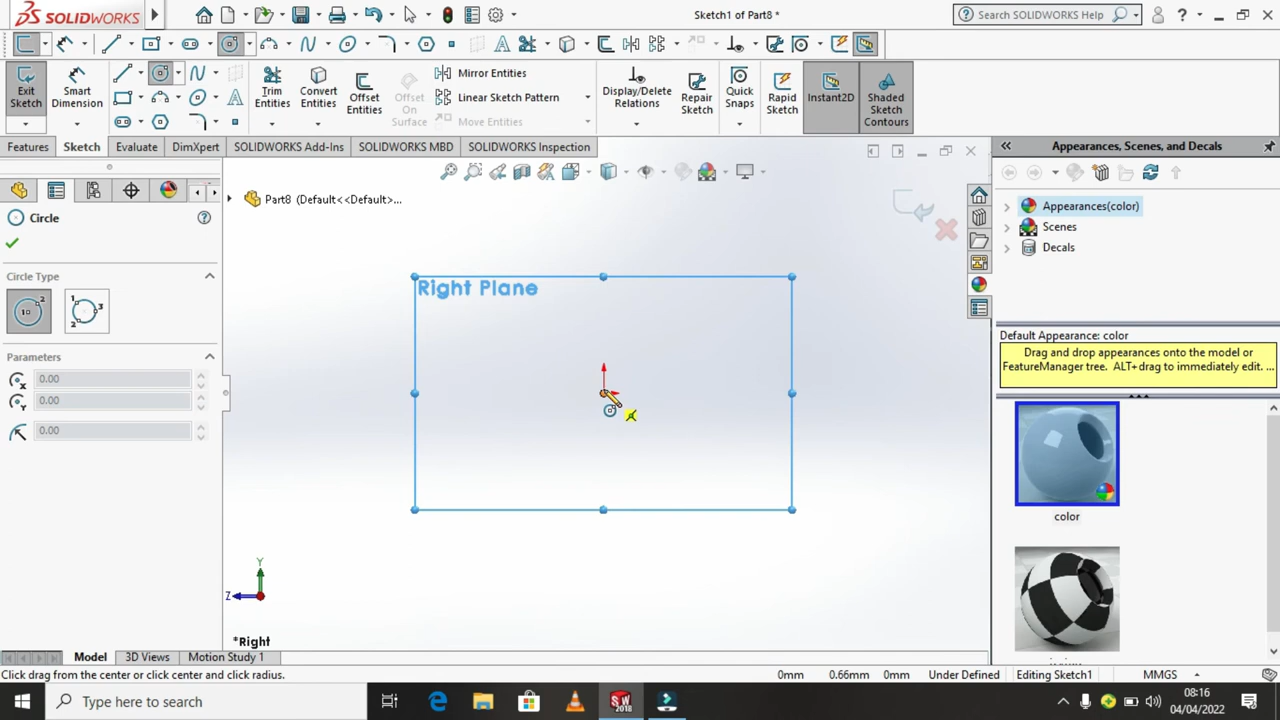 SOLIDWORKS
Sketch1 of Part8 *
Search SOLIDWORKS Help
Exit Sketch
Smart Dimension
Trim Entities
Convert Entities
Offset Entities
Offset On Surface
Mirror Entities
Linear Sketch Pattern
Move Entities
Display/Delete Relations
Repair Sketch
Quick Snaps
Rapid Sketch
Instant2D
Shaded Sketch Contours
Features
Sketch
Evaluate
DimXpert
SOLIDWORKS Add-Ins
SOLIDWORKS MBD
SOLIDWORKS Inspection
Appearances, Scenes, and Decals
Circle
Part8 (Default<<Default>...
Appearances(color)
Scenes
Decals
Circle Type
Right Plane
Parameters
0.00
0.00
0.00
Default Appearance: color
Drag and drop appearances onto the model or
FeatureManager tree. ALT+drag to immediately edit. ...
color
Y
Z
*Right
Model
3D Views
Motion Study 1
Click drag from the center or click center and click radius.
0mm
0.66mm
0mm
Under Defined
Editing Sketch1
MMGS
Type here to search
SW
2018
08:16
04/04/2022